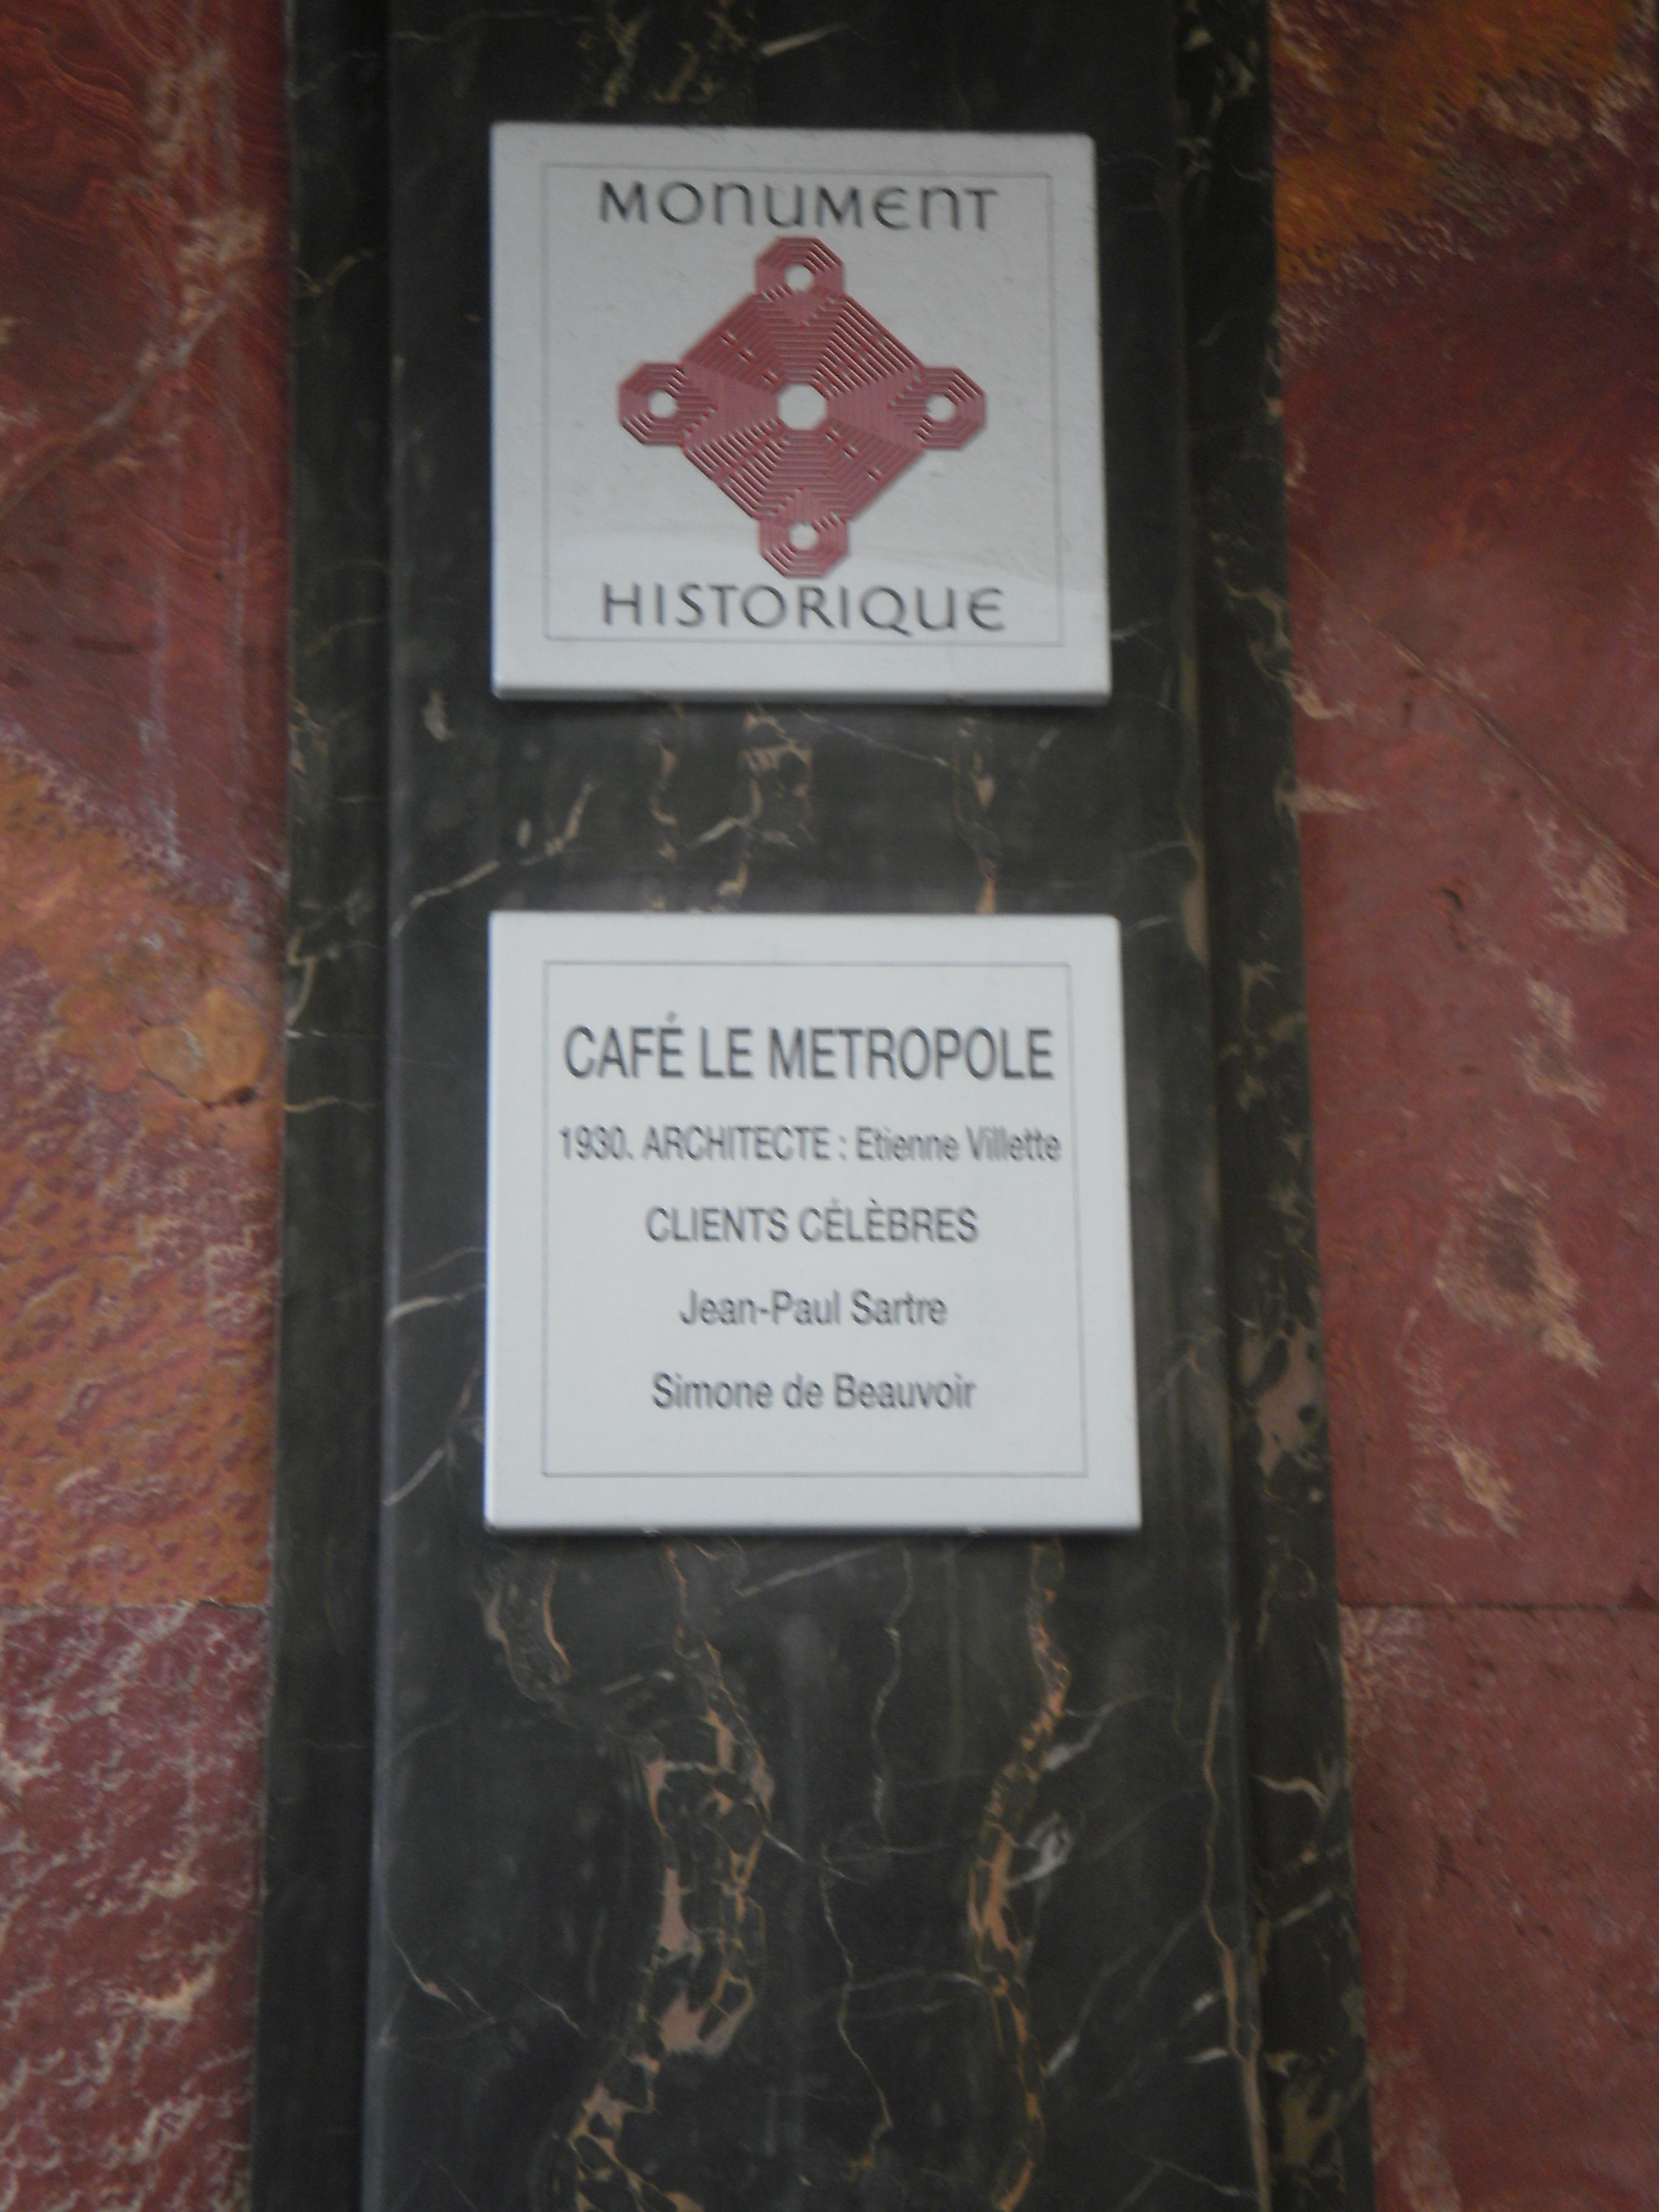 MONUMENT
HISTORIQUE
CAFÉ LE METROPOLE
1930. ARCHITECTE : Etienne Villette
CLIENTS CÉLÈBRES
Jean-Paul Sartre
Simone de Beauvoir